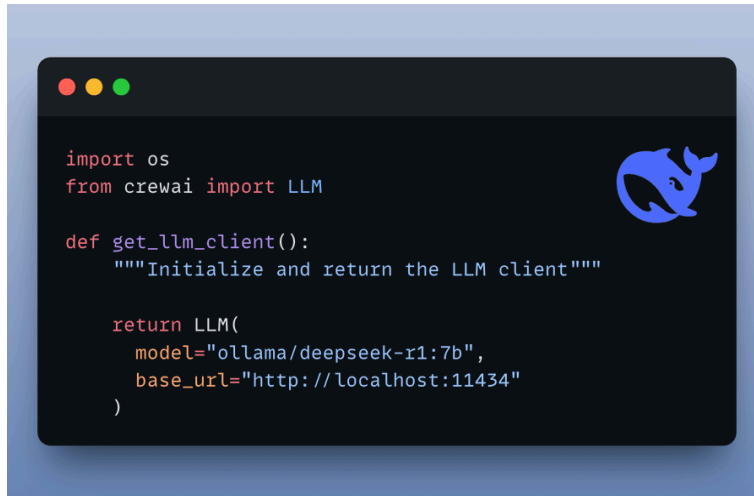 import os
from crewai import LLM
def get_llm_client():
"""Initialize and return the LLM client"""
return LLM(
model="ollama/deepseek-r1:7b",
base_url="http://localhost:11434"
)